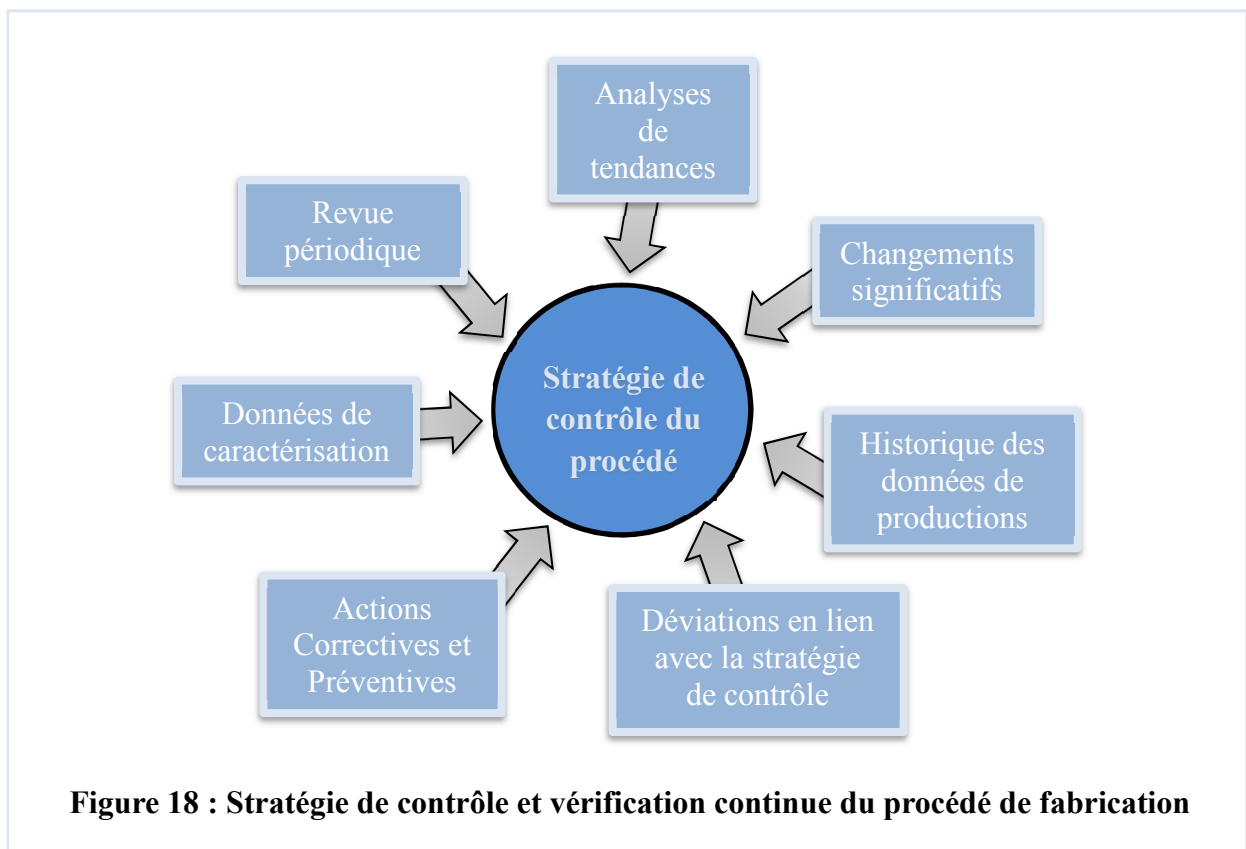 Analyses
de
tendances
Revue
périodique
Changements
significatifs
Stratégie de
contrôle du
procédé
Données de
caractérisation
Historique des
données de
productions
Actions
Correctives et
Préventives
Déviations en lien
avec la stratégie
de contrôle
Figure 18 : Stratégie de contrôle et vérification continue du procédé de fabrication